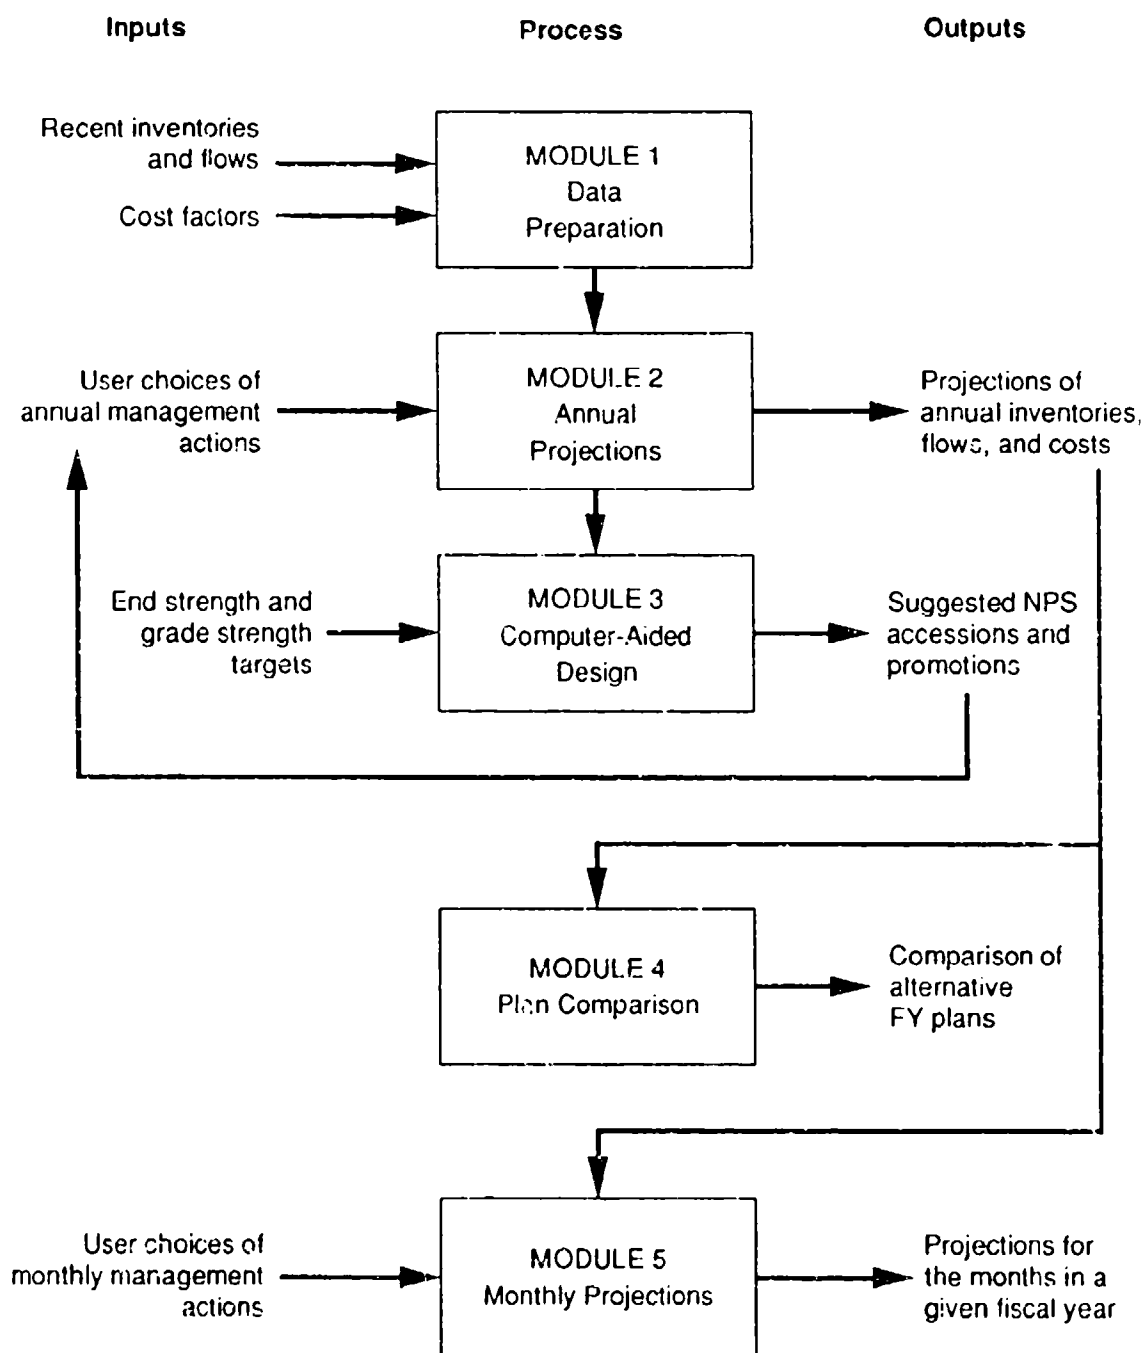 Inputs
Process
Outputs
Recent inventories
and flows
Cost factors
MODULE 1
Data
Preparation
User choices of
annual management
actions
MODULE 2
Annual
Projections
Projections of
annual inventories,
flows, and costs
End strength and
grade strength
targets
MODULE 3
Computer-Aided
Design
Suggested NPS
accessions and
promotions
MODULE 4
Plan Comparison
Comparison of
alternative
FY plans
User choices of
monthly management
actions
MODULE 5
Monthly Projections
Projections for
the months in a
given fiscal year